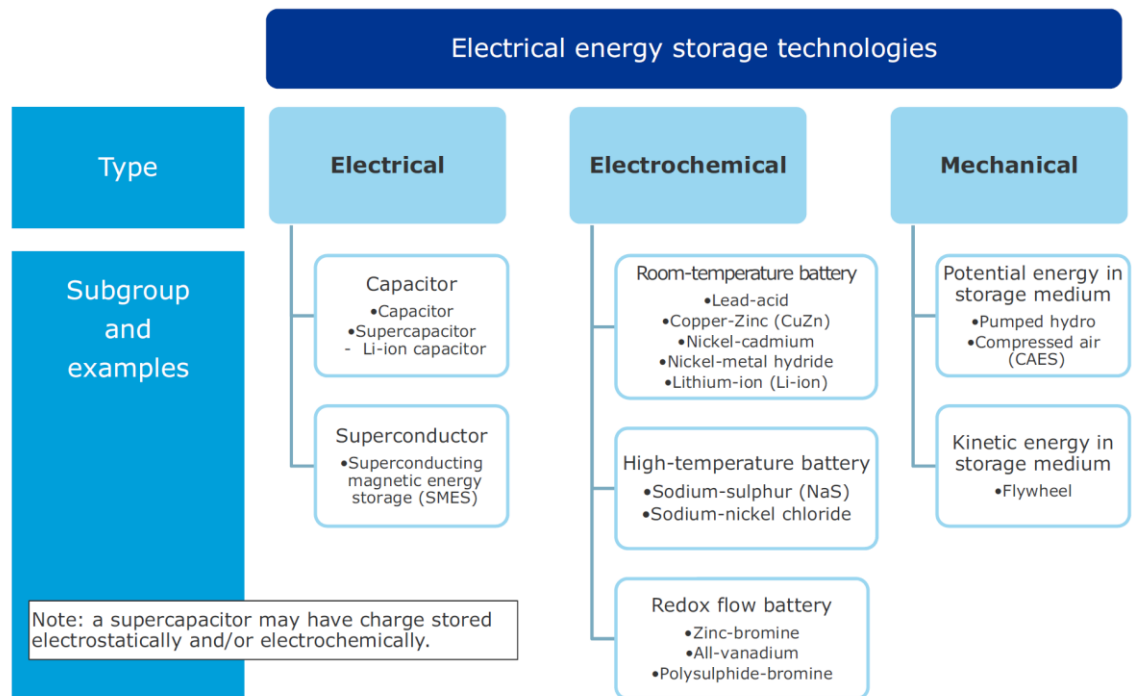 Electrical energy storage technologies
Type
Electrical
Electrochemical
Mechanical
Subgroup
and
examples
Capacitor
•Capacitor
•Supercapacitor
- Li-ion capacitor
Superconductor
•Superconducting
magnetic energy
storage (SMES)
Room-temperature battery
•Lead-acid
•Copper-Zinc (CuZn)
•Nickel-cadmium
•Nickel-metal hydride
•Lithium-ion (Li-ion)
High-temperature battery
•Sodium-sulphur (NaS)
•Sodium-nickel chloride
Redox flow battery
•Zinc-bromine
•All-vanadium
•Polysulphide-bromine
Potential energy in
storage medium
•Pumped hydro
•Compressed air
(CAES)
Kinetic energy in
storage medium
•Flywheel
Note: a supercapacitor may have charge stored
electrostatically and/or electrochemically.